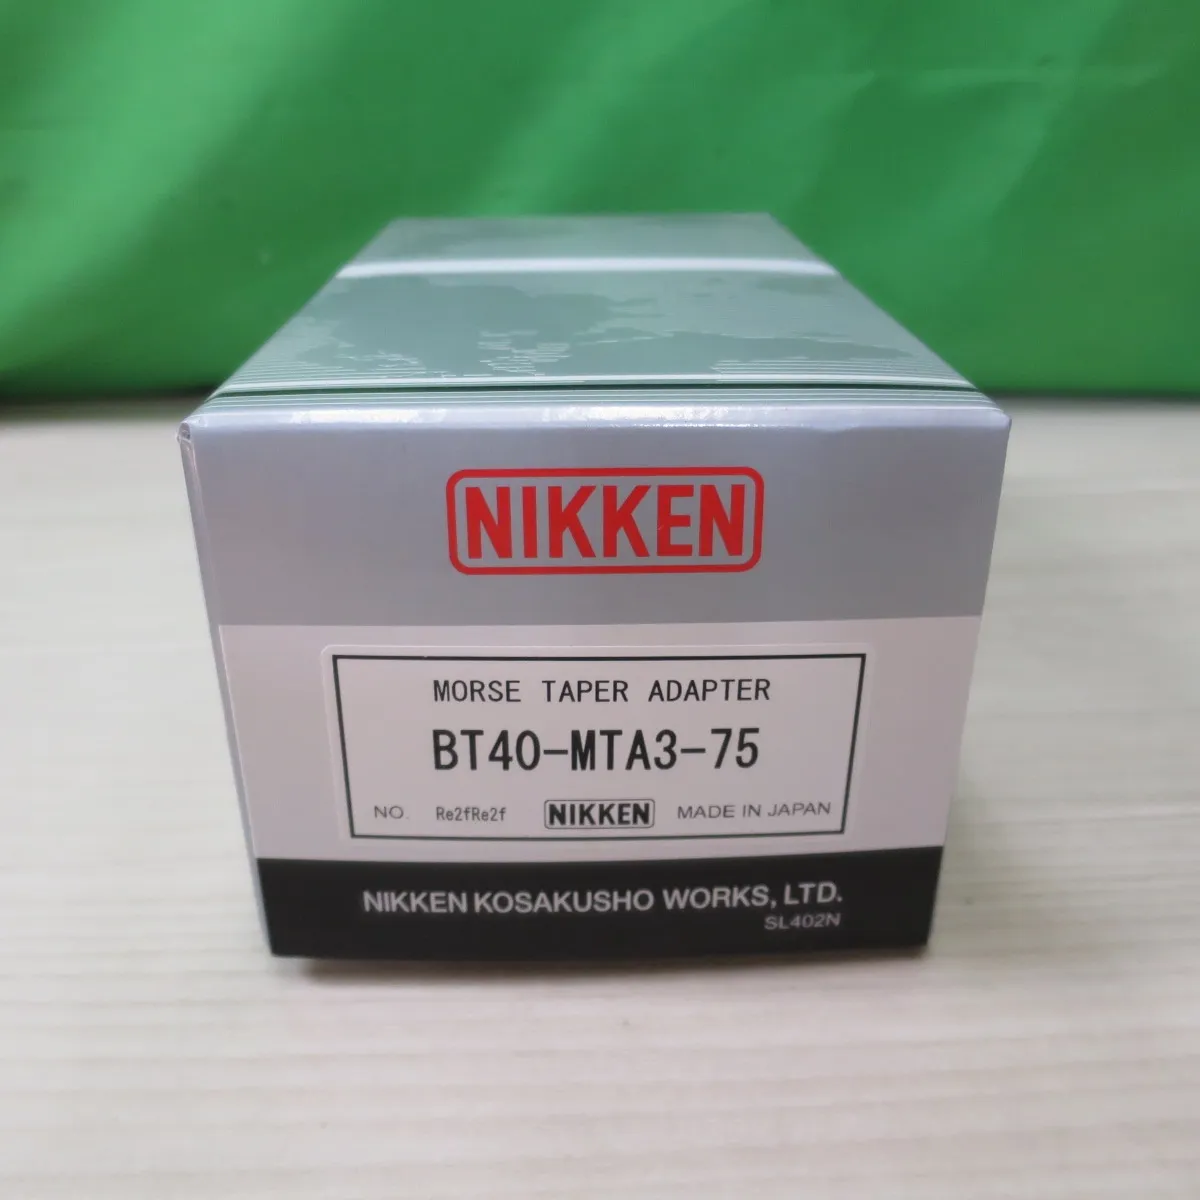 NIKKEN
MORSE TAPER ADAPTER
BT40-MTA3-75
NO. Re2fRe2f NIKKEN MADE IN JAPAN
NIKKEN KOSAKUSHO WORKS, LTD.
SL402N